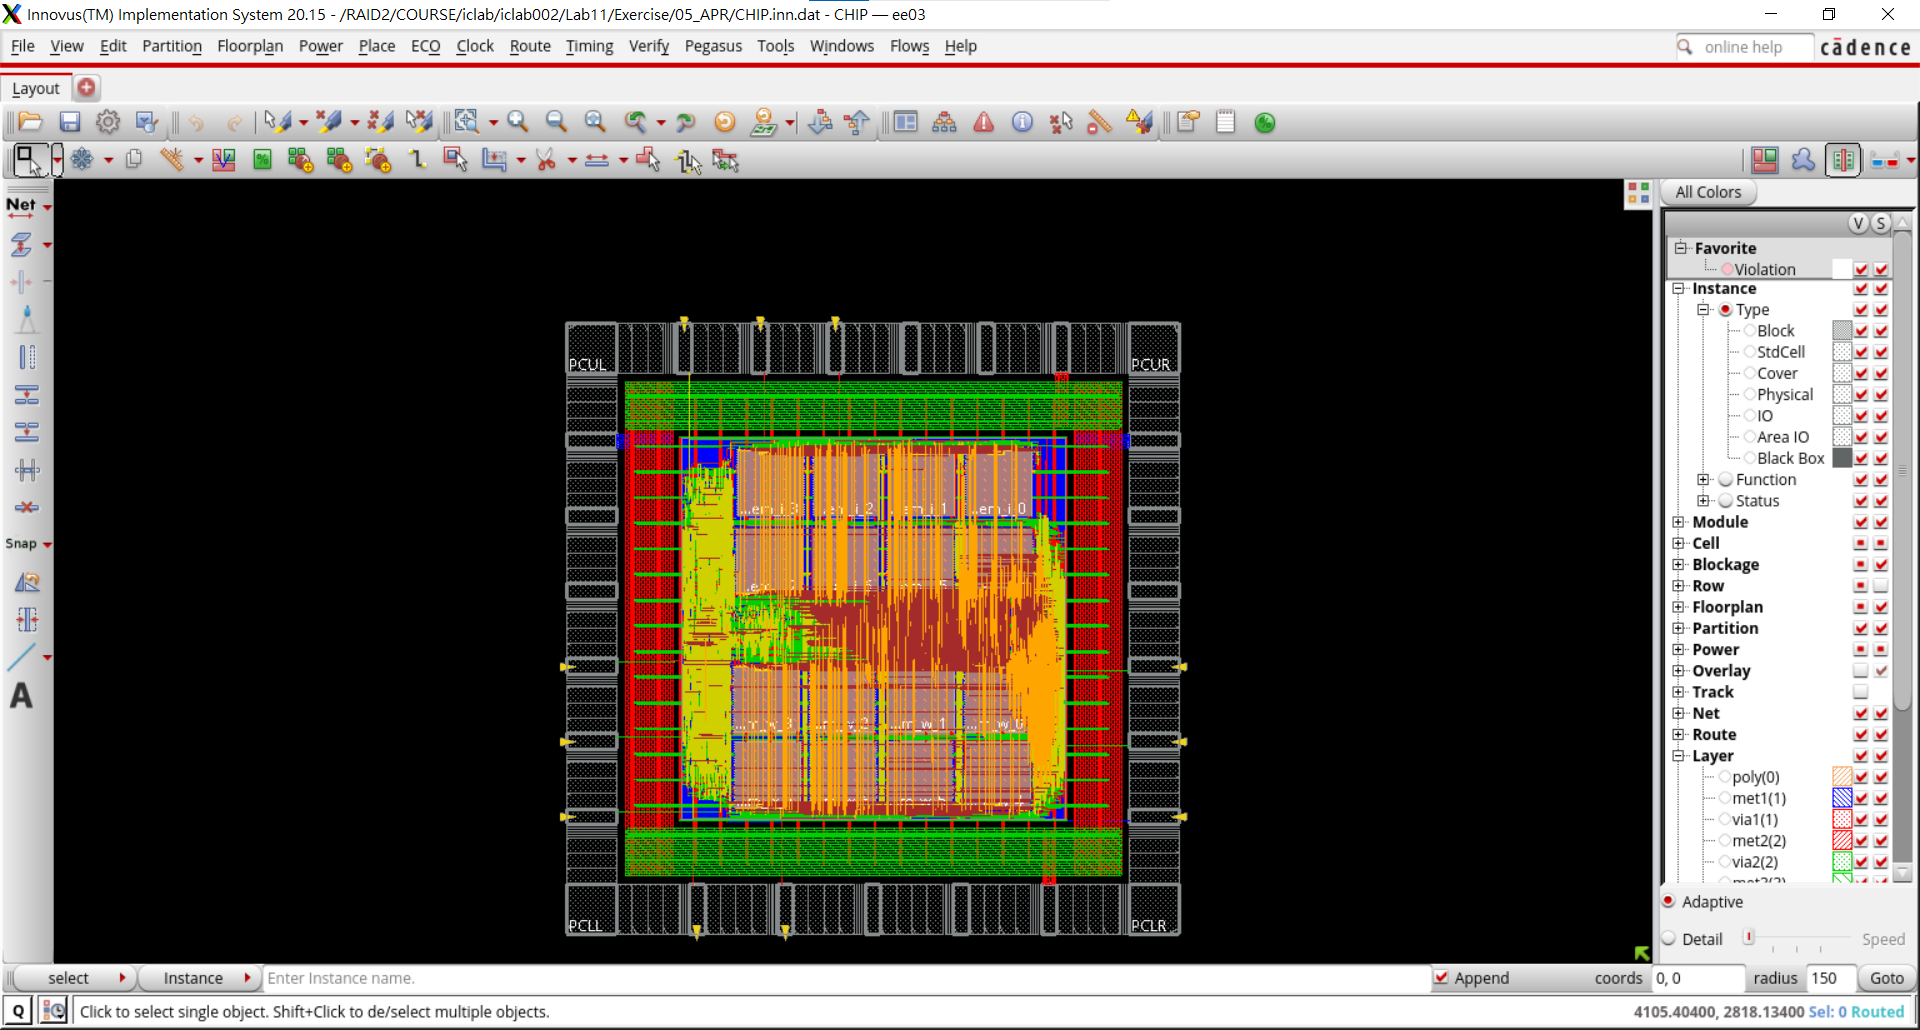 Innovus(TM) Implementation System 20.15 - /RAID2/COURSE/iclab/iclab002/Lab11/Exercise/05_APR/CHIP.inn.dat - CHIP — ee03
File View Edit Partition Floorplan Power Place ECO Clock Route Timing Verify Pegasus Tools Windows Flows Help
online help
cādence
Layout
Net
Snap
A
PCUL
PCUR
PCLL
PCLR
All Colors
V S
Favorite
Violation
Instance
Type
Block
StdCell
Cover
Physical
IO
Area IO
Black Box
Function
Status
Module
Cell
Blockage
Row
Floorplan
Partition
Power
Overlay
Track
Net
Route
Layer
poly(0)
met1(1)
via1(1)
met2(2)
via2(2)
Adaptive
Detail
Speed
select
Instance
Enter Instance name.
Append
coords 0, 0
radius 150
Goto
Q
Click to select single object. Shift+Click to de/select multiple objects.
4105.40400, 2818.13400 Sel: 0 Routed